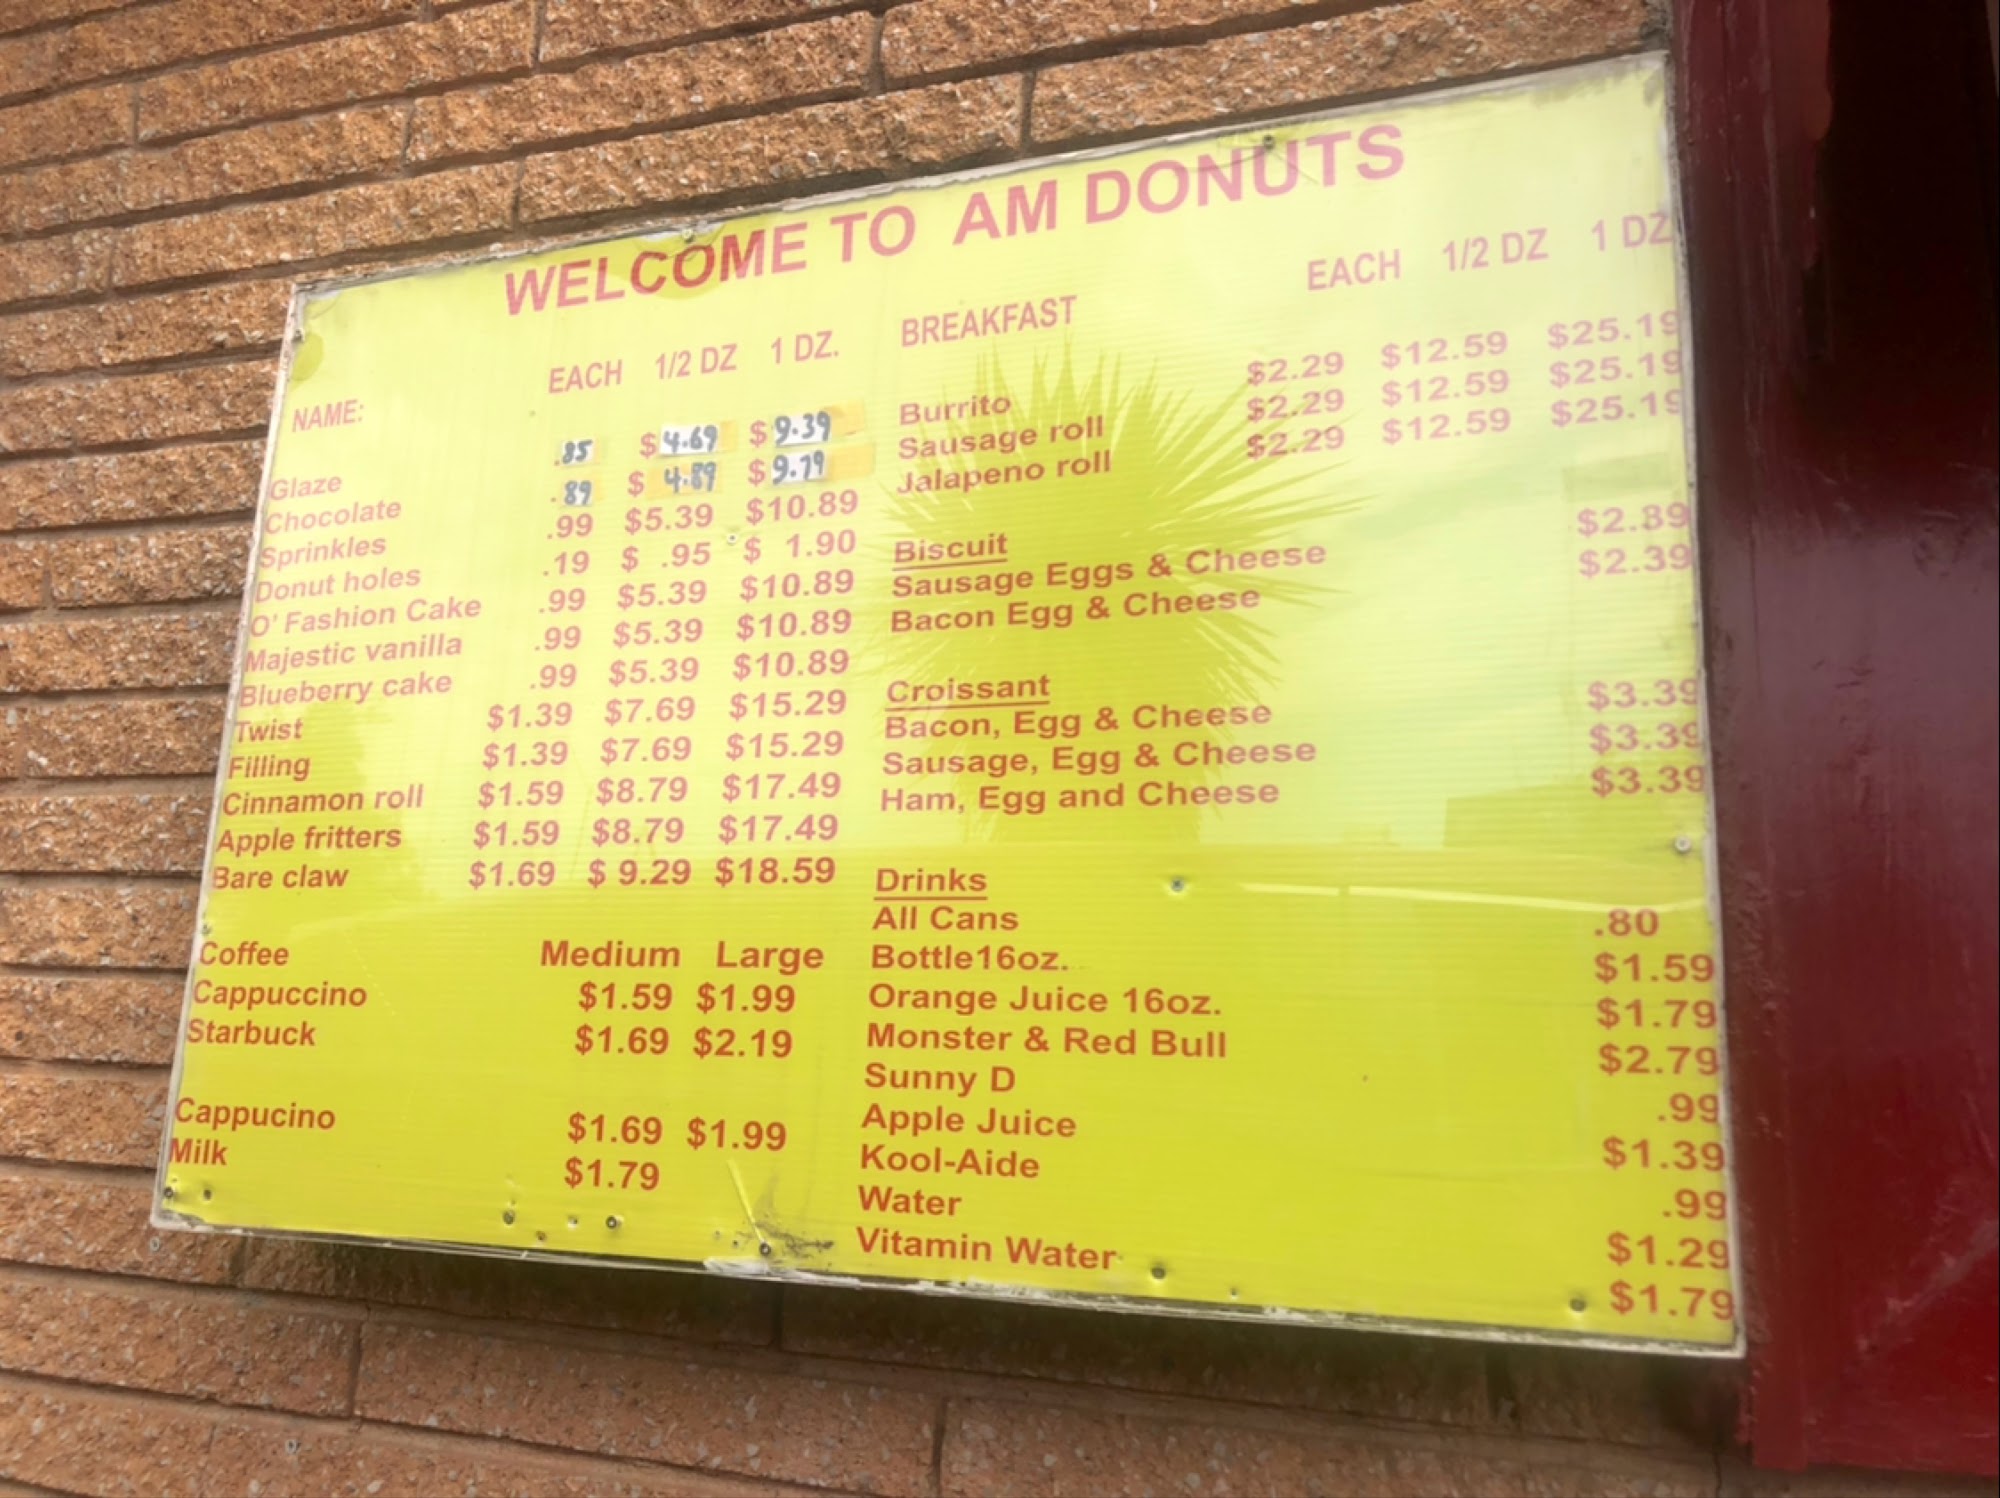 WELCOME TO AM DONUTS
NAME: EACH 1/2 DZ 1 DZ.
Glaze .85 $4.69 $9.39
Chocolate .89 $ 4.89 $9.79
Sprinkles .99 $5.39 $10.89
Donut holes .19 $ .95 $ 1.90
O' Fashion Cake .99 $5.39 $10.89
Majestic vanilla .99 $5.39 $10.89
Blueberry cake .99 $5.39 $10.89
Twist $1.39 $7.69 $15.29
Filling $1.39 $7.69 $15.29
Cinnamon roll $1.59 $8.79 $17.49
Apple fritters $1.59 $8.79 $17.49
Bare claw $1.69 $ 9.29 $18.59
Coffee Medium Large
Cappuccino $1.59 $1.99
Starbuck $1.69 $2.19
Cappucino $1.69 $1.99
Milk $1.79
BREAKFAST EACH 1/2 DZ 1 DZ
Burrito $2.29 $12.59 $25.19
Sausage roll $2.29 $12.59 $25.19
Jalapeno roll $2.29 $12.59 $25.19
Biscuit
Sausage Eggs & Cheese $2.39
Bacon Egg & Cheese $2.39
Croissant
Bacon, Egg & Cheese $3.39
Sausage, Egg & Cheese $3.39
Ham, Egg and Cheese $3.39
Drinks
All Cans .80
Bottle16oz. $1.59
Orange Juice 16oz. $1.79
Monster & Red Bull $2.79
Sunny D .99
Apple Juice $1.39
Kool-Aide .99
Water $1.29
Vitamin Water $1.79